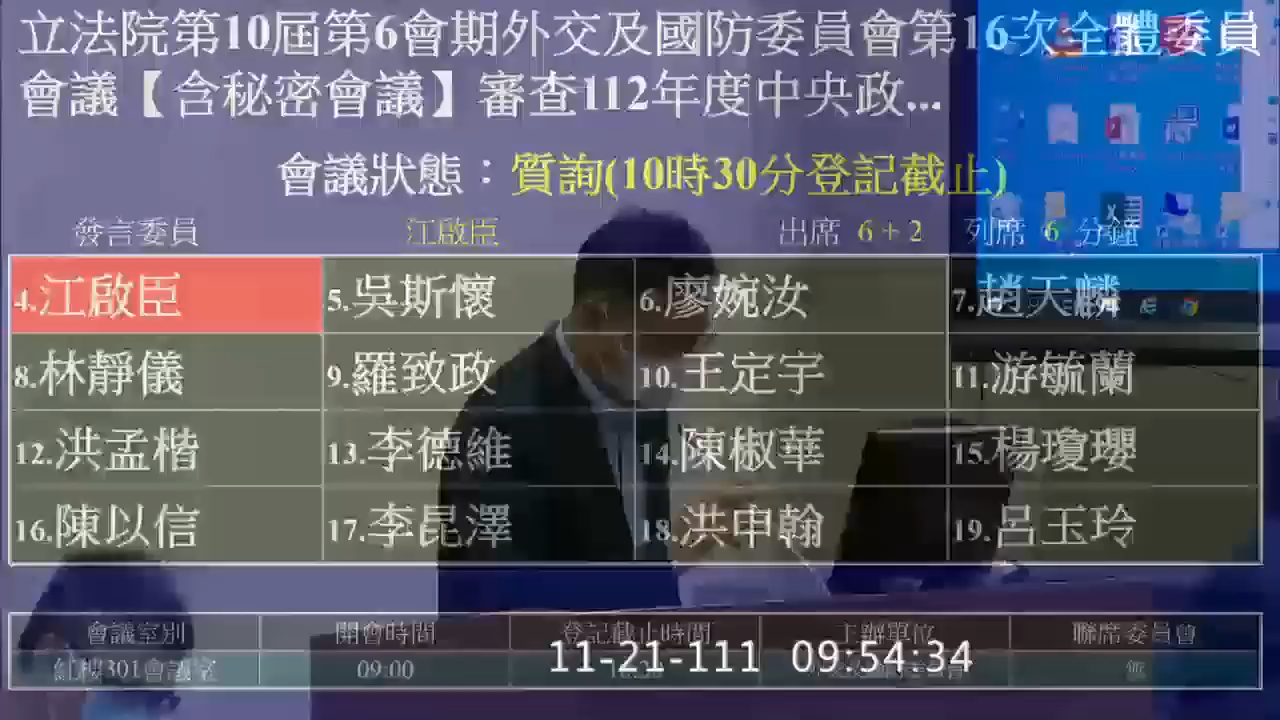 立法院第10屆第6會期外交及國防委員會第16次全體委員
會議【含秘密會議】審查112年度中央政...
會議狀態：質詢(10時30分登記截止)
發言委員 江啟臣 出席 6+2 列席 6 分鐘
4.江啟臣 5.吳斯懷 6.廖婉汝 7.趙天麟
8.林靜儀 9.羅致政 10.王定宇 11.游毓蘭
12.洪孟楷 13.李德維 14.陳椒華 15.楊瓊瓔
16.陳以信 17.李昆澤 18.洪申翰 19.呂玉玲
會議室別 開會時間 登記截止時間 主辦單位 聯席委員會
紅樓301會議室 09:00 無
11-21-111 09:54:34